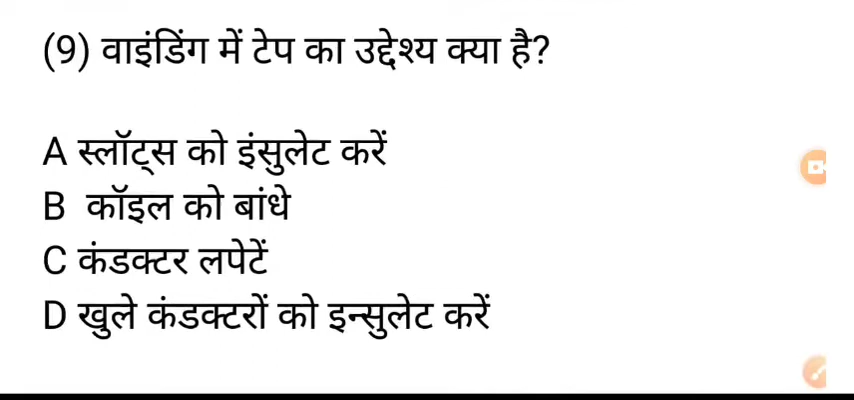 (9) वाइंडिंग में टेप का उद्देश्य क्या है?
A स्लॉट्स को इंसुलेट करें
B कॉइल को बांधे
C कंडक्टर लपेटें
D खुले कंडक्टरों को इन्सुलेट करें